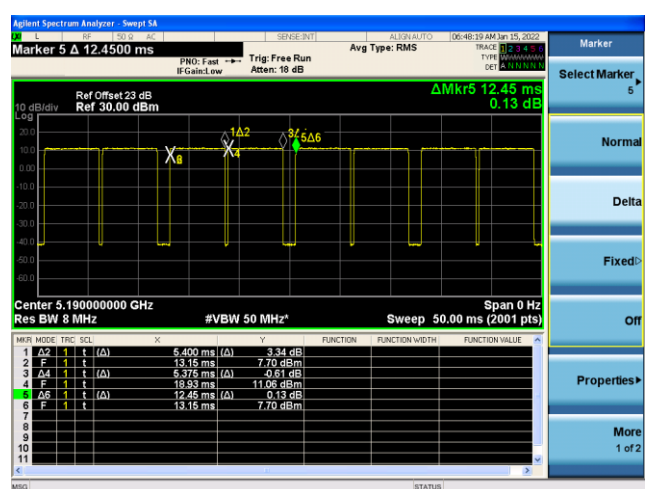 Agilent Spectrum Analyzer - Swept SA
L RF 50 Ω AC SENSE:INT ALIGN AUTO 06:48:19 AM Jan 15, 2022
Marker 5 Δ 12.4500 ms
PNO: Fast
IFGain:Low
Trig: Free Run
Atten: 18 dB
Avg Type: RMS
TRACE 1 2 3 4 5 6
TYPE
DET A N N N N N
Ref Offset 23 dB
10 dB/div Ref 30.00 dBm
Log
ΔMkr5 12.45 ms
0.13 dB
20.0
10.0
0.00
-10.0
-20.0
-30.0
-40.0
-50.0
-60.0
1Δ2
4
5Δ6
Center 5.190000000 GHz Span 0 Hz
Res BW 8 MHz #VBW 50 MHz* Sweep 50.00 ms (2001 pts)
MKR MODE TRC SCL X Y FUNCTION FUNCTION WIDTH FUNCTION VALUE
1 Δ2 1 t (Δ) 5.400 ms (Δ) 3.34 dB
2 F 1 t 13.15 ms 7.70 dBm
3 Δ4 1 t (Δ) 5.375 ms (Δ) -0.61 dB
4 F 1 t 18.93 ms 11.06 dBm
5 Δ6 1 t (Δ) 12.45 ms (Δ) 0.13 dB
6 F 1 t 13.15 ms 7.70 dBm
7
8
9
10
11
MSG STATUS
Marker
Select Marker
5
Normal
Delta
Fixed
Off
Properties
More
1 of 2